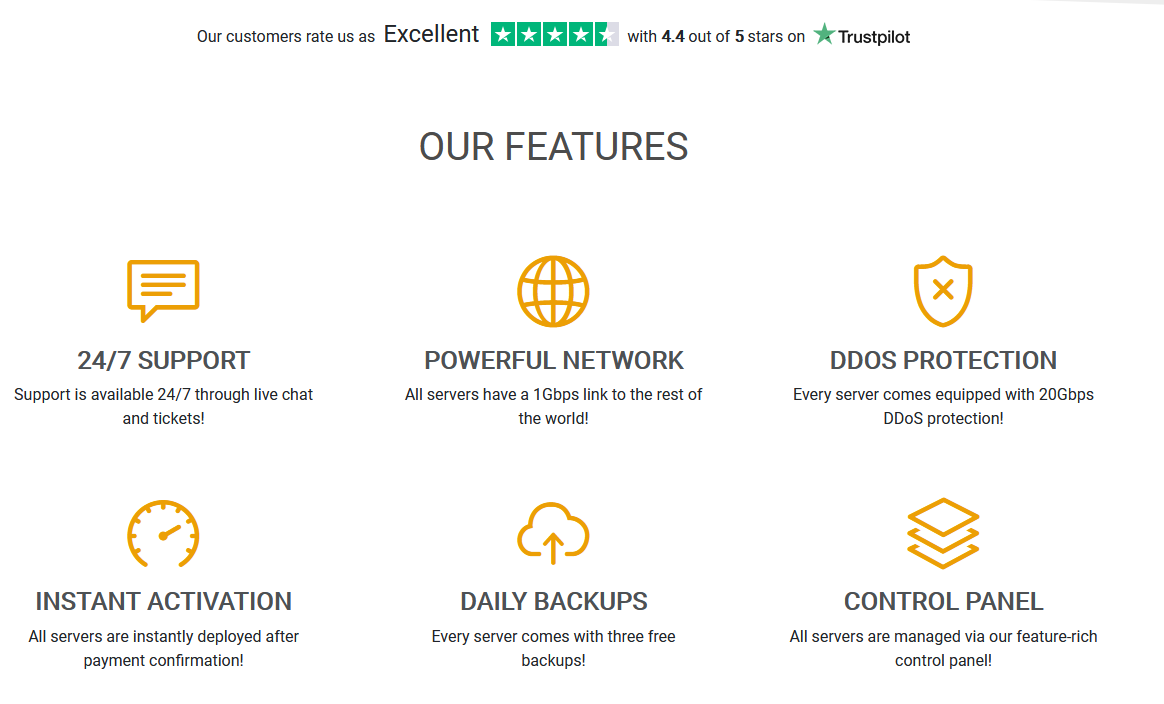 Our customers rate us as Excellent with 4.4 out of 5 stars on Trustpilot
OUR FEATURES
24/7 SUPPORT
Support is available 24/7 through live chat
and tickets!
POWERFUL NETWORK
All servers have a 1Gbps link to the rest of
the world!
DDOS PROTECTION
Every server comes equipped with 20Gbps
DDoS protection!
INSTANT ACTIVATION
All servers are instantly deployed after
payment confirmation!
DAILY BACKUPS
Every server comes with three free
backups!
CONTROL PANEL
All servers are managed via our feature-rich
control panel!